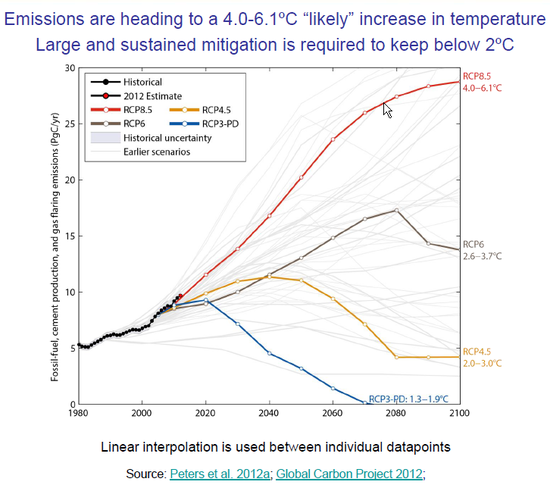 Emissions are heading to a 4.0-6.1ºC “likely” increase in temperature
Large and sustained mitigation is required to keep below 2ºC
30
25
20
15
10
5
0
Fossil-fuel, cement production, and gas flaring emissions (PgC/yr)
Historical
2012 Estimate
RCP8.5
RCP4.5
RCP6
RCP3-PD
Historical uncertainty
Earlier scenarios
RCP8.5
4.0−6.1°C
RCP6
2.6−3.7°C
RCP4.5
2.0−3.0°C
RCP3-PD: 1.3−1.9°C
1980
2000
2020
2040
2060
2080
2100
Linear interpolation is used between individual datapoints
Source: Peters et al. 2012a; Global Carbon Project 2012;